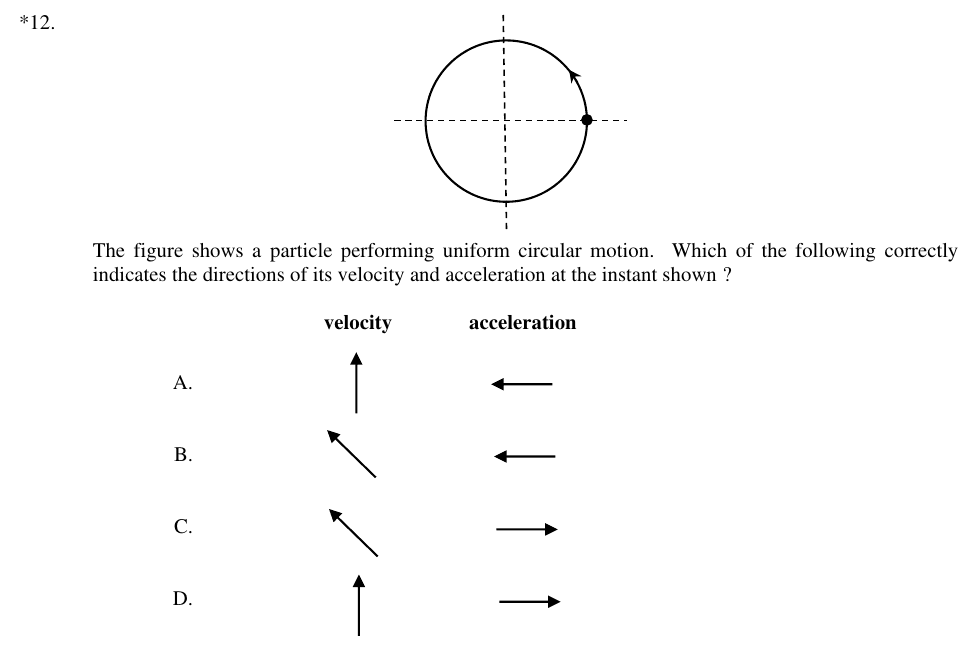 *12.
The figure shows a particle performing uniform circular motion. Which of the following correctly
indicates the directions of its velocity and acceleration at the instant shown ?
velocity acceleration
A.
B.
C.
D.